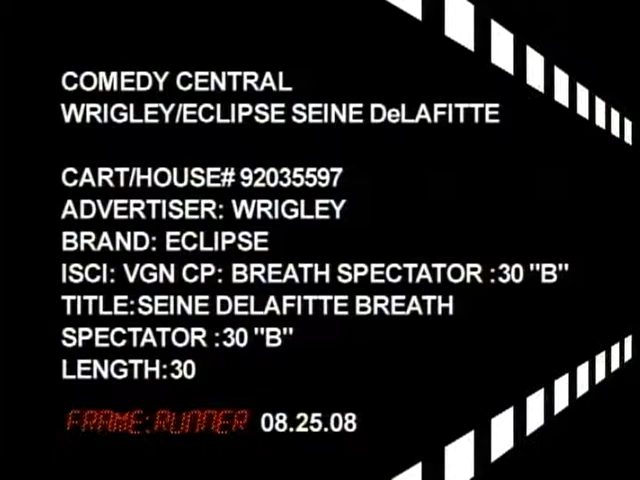 COMEDY CENTRAL
WRIGLEY/ECLIPSE SEINE DeLAFITTE
CART/HOUSE# 92035597
ADVERTISER: WRIGLEY
BRAND: ECLIPSE
ISCI: VGN CP: BREATH SPECTATOR :30 "B"
TITLE:SEINE DELAFITTE BREATH
SPECTATOR :30 "B"
LENGTH:30
FRAME:RUNNER 08.25.08